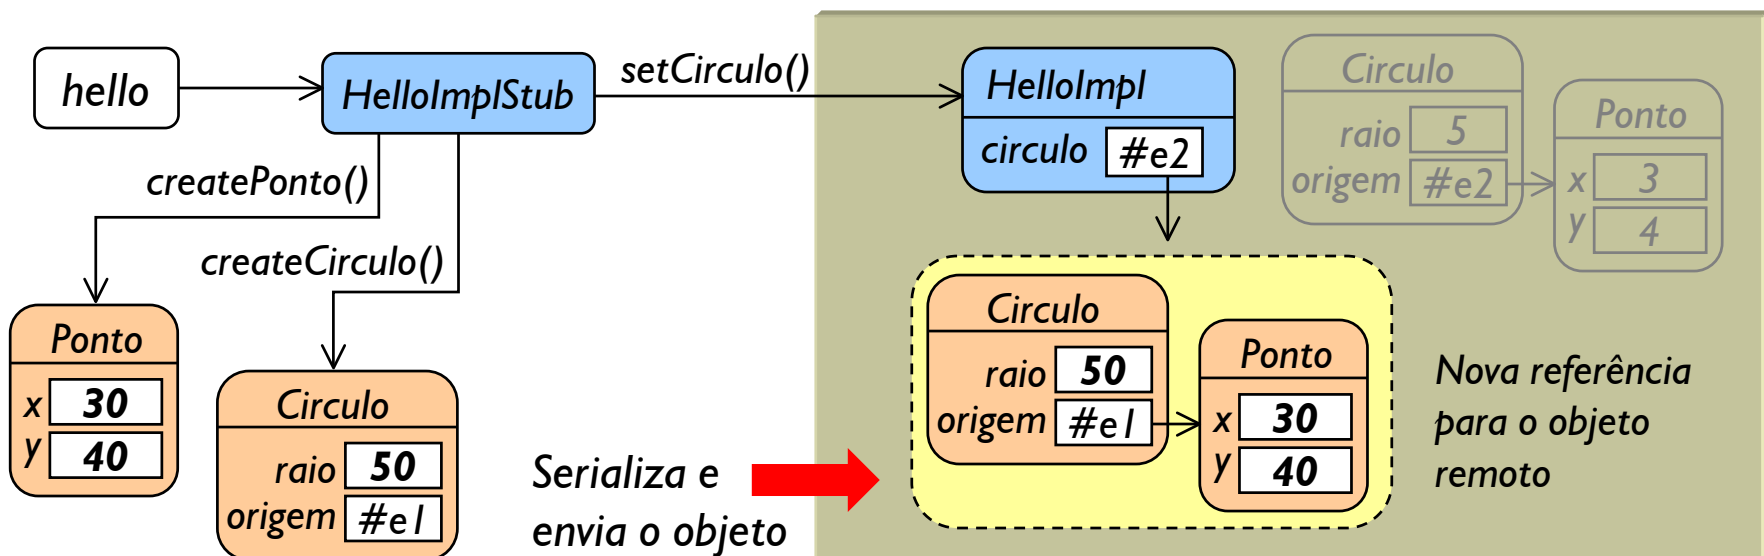 hello
HelloImplStub
setCirculo()
createPonto()
createCirculo()
Ponto
x 30
y 40
Circulo
raio 50
origem #e1
Serializa e
envia o objeto
HelloImpl
circulo #e2
Circulo
raio 5
origem #e2
Ponto
x 3
y 4
Circulo
raio 50
origem #e1
Ponto
x 30
y 40
Nova referência
para o objeto
remoto